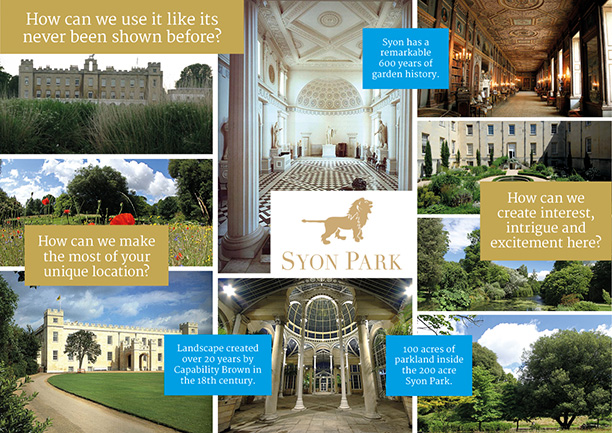 How can we use it like its
never been shown before?
Syon has a
remarkable
600 years of
garden history.
How can we make
the most of your
unique location?
SYON PARK
How can we
create interest,
intrigue and
excitement here?
Landscape created
over 20 years by
Capability Brown in
the 18th century.
100 acres of
parkland inside
the 200 acre
Syon Park.